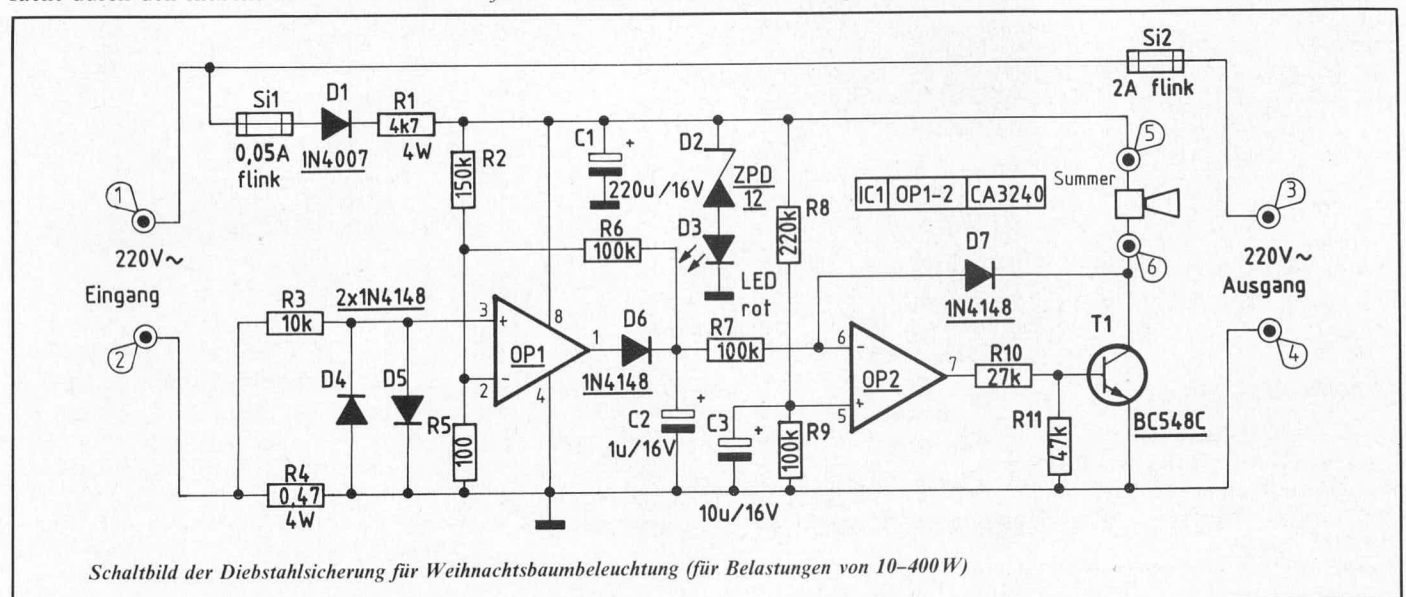 Si2
2A flink
Si1
0,05A
flink
D1
1N4007
R1
4k7
4W
R2
150k
C1
+
220u/16V
D2
ZPD
12
D3
LED
rot
R8
220k
IC1 OP1-2 CA3240
Summer
5
6
1
220V~
Eingang
2
3
220V~
Ausgang
4
R6
100k
D7
1N4148
R3
10k
2x1N4148
D4
D5
3
+
2
-
8
4
1
OP1
D6
1N4148
R7
100k
6
-
5
+
7
OP2
R10
27k
T1
BC548C
R5
100
C2
+
1u/16V
C3
+
10u/16V
R9
100k
R11
47k
R4
0,47
4W
Schaltbild der Diebstahlsicherung für Weihnachtsbaumbeleuchtung (für Belastungen von 10–400W)